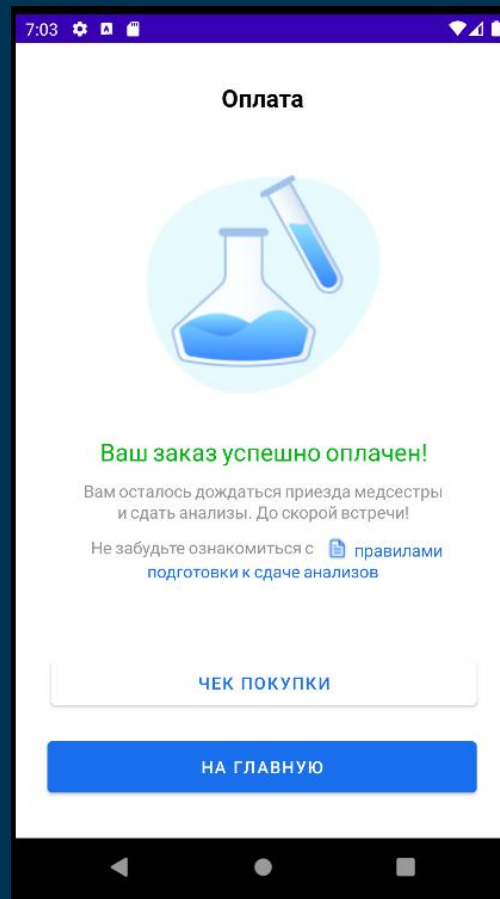 7:03
Оплата
Ваш заказ успешно оплачен!
Вам осталось дождаться приезда медсестры
и сдать анализы. До скорой встречи!
Не забудьте ознакомиться с правилами
подготовки к сдаче анализов
ЧЕК ПОКУПКИ
НА ГЛАВНУЮ